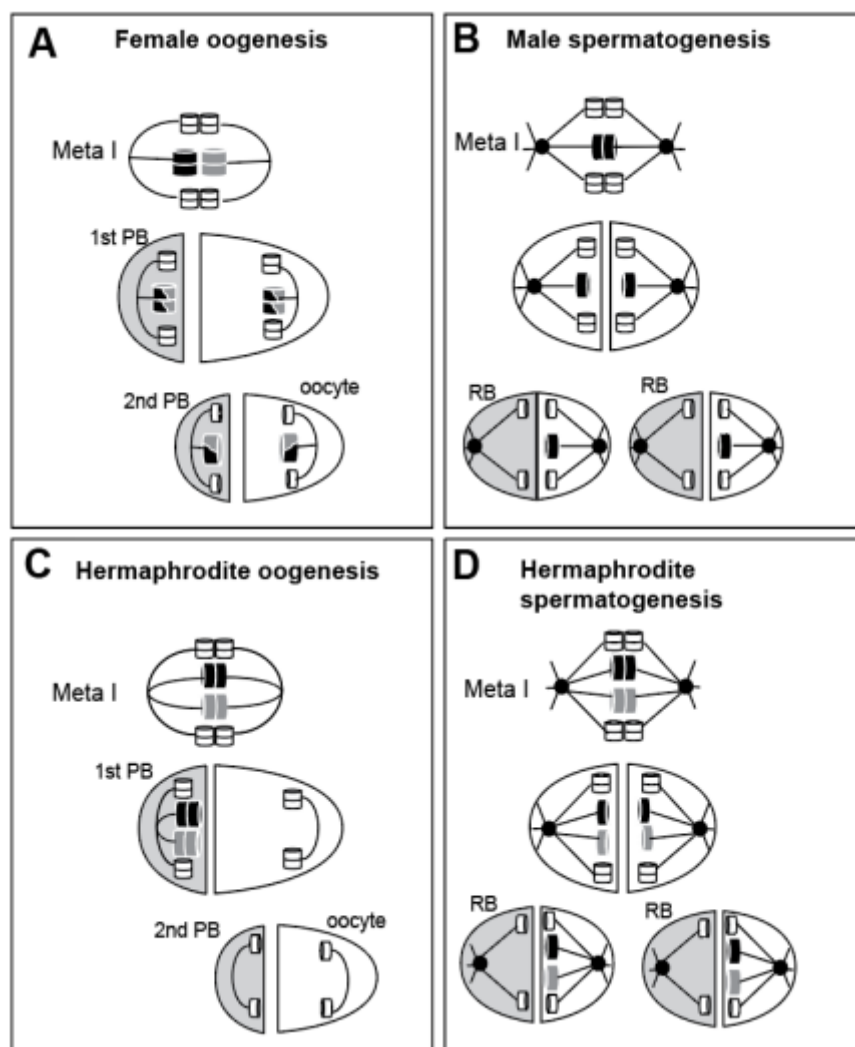 A Female oogenesis
Meta I
1st PB
2nd PB
oocyte
B Male spermatogenesis
Meta I
RB
RB
C Hermaphrodite oogenesis
Meta I
1st PB
2nd PB
oocyte
D Hermaphrodite
spermatogenesis
Meta I
RB
RB